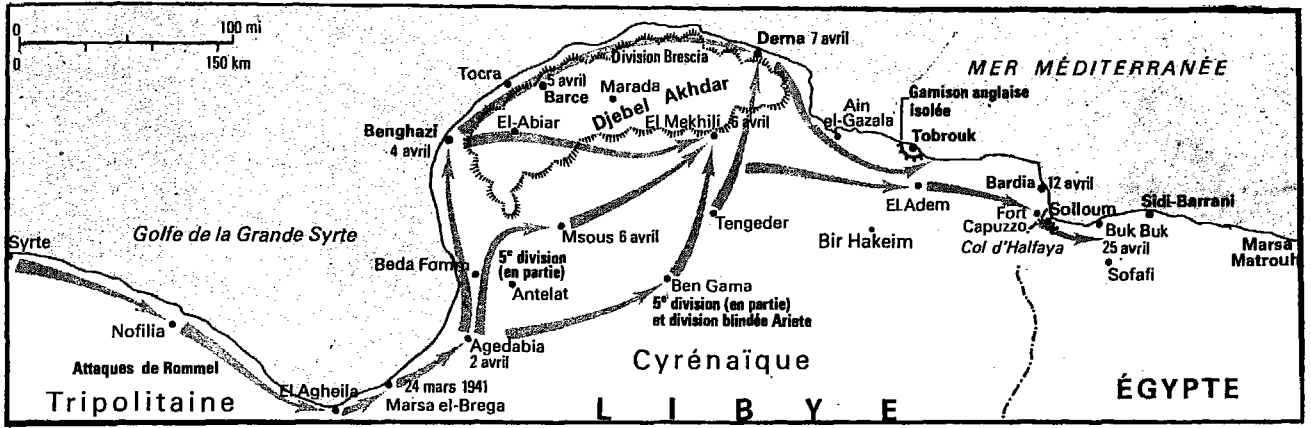 0 100 mi
0 150 km
Derna 7 avril
MER MÉDITERRANÉE
Division Brescia
Tocra
5 avril
Barce
Marada
Djebel Akhdar
Garnison anglaise
isolée
Ain
el-Gazala
Tobrouk
Benghazi
4 avril
El-Abiar
El Mekhili 6 avril
Bardia 12 avril
El Adem
Fort
Capuzzo
Solloum
Sidi-Barrani
Tengeder
Bir Hakeim
Col d'Halfaya
Buk Buk
25 avril
Sofafi
Marsa
Matrouh
Syrte
Golfe de la Grande Syrte
Msous 6 avril
Beda Fomm
5e division
(en partie)
Antelat
Ben Gama
5e division (en partie)
et division blindée Ariete
Nofilia
Agedabia
2 avril
Cyrénaïque
Attaques de Rommel
El Agheila
24 mars 1941
Marsa el-Brega
Tripolitaine
LIBYE
ÉGYPTE